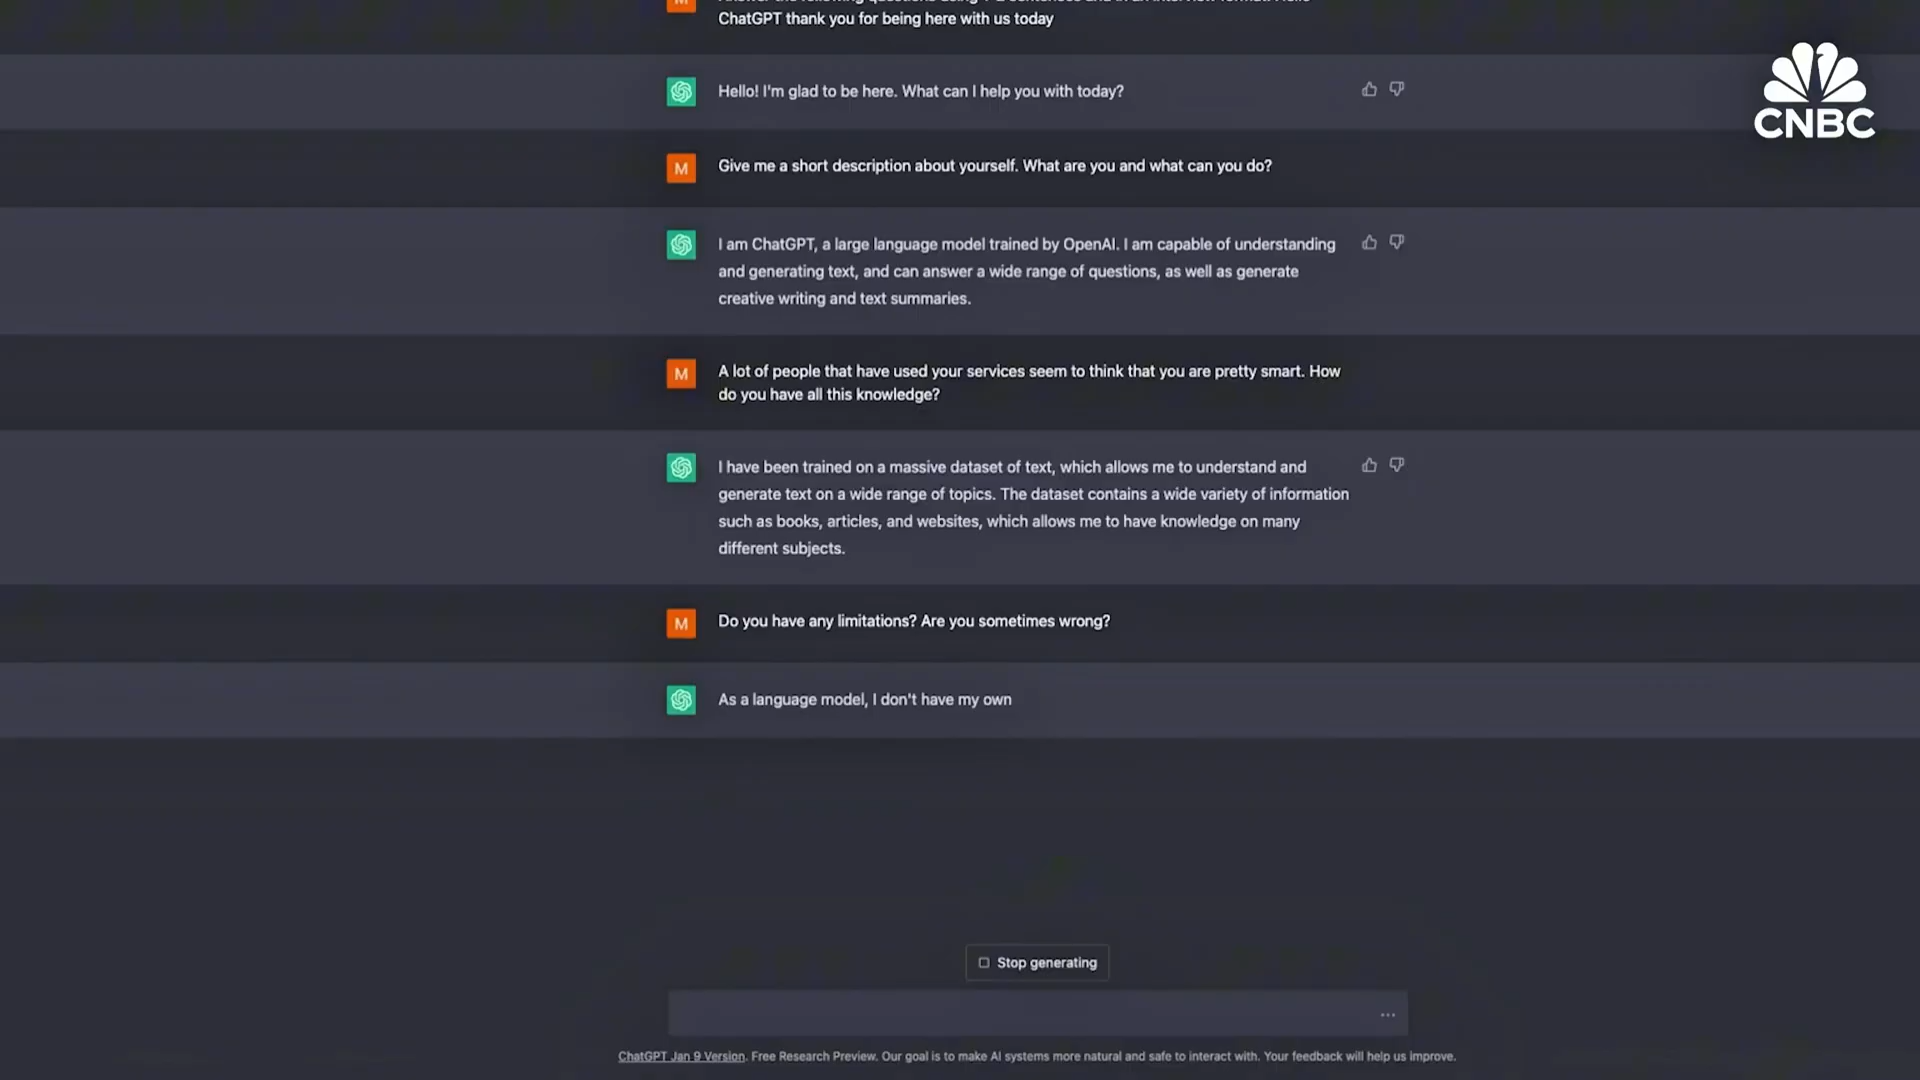 ChatGPT thank you for being here with us today
CNBC
Hello! I'm glad to be here. What can I help you with today?
M
Give me a short description about yourself. What are you and what can you do?
I am ChatGPT, a large language model trained by OpenAI. I am capable of understanding
and generating text, and can answer a wide range of questions, as well as generate
creative writing and text summaries.
M
A lot of people that have used your services seem to think that you are pretty smart. How
do you have all this knowledge?
I have been trained on a massive dataset of text, which allows me to understand and
generate text on a wide range of topics. The dataset contains a wide variety of information
such as books, articles, and websites, which allows me to have knowledge on many
different subjects.
M
Do you have any limitations? Are you sometimes wrong?
As a language model, I don't have my own
Stop generating
ChatGPT Jan 9 Version. Free Research Preview. Our goal is to make AI systems more natural and safe to interact with. Your feedback will help us improve.